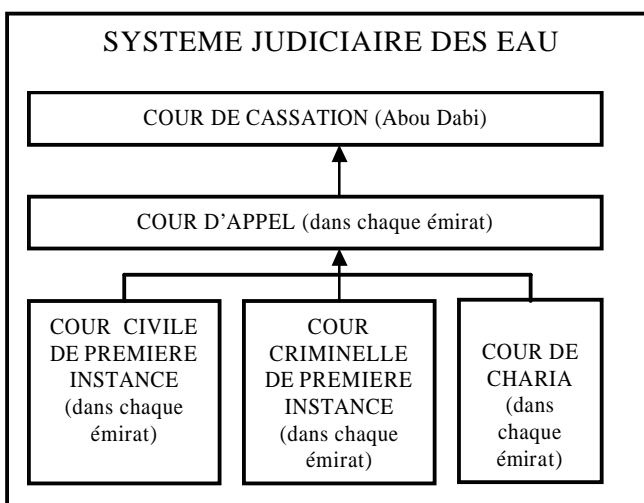 SYSTEME JUDICIAIRE DES EAU
COUR DE CASSATION (Abou Dabi)
COUR D'APPEL (dans chaque émirat)
COUR CIVILE
DE PREMIERE
INSTANCE
(dans chaque
émirat)
COUR
CRIMINELLE
DE PREMIERE
INSTANCE
(dans chaque
émirat)
COUR DE
CHARIA
(dans
chaque
émirat)